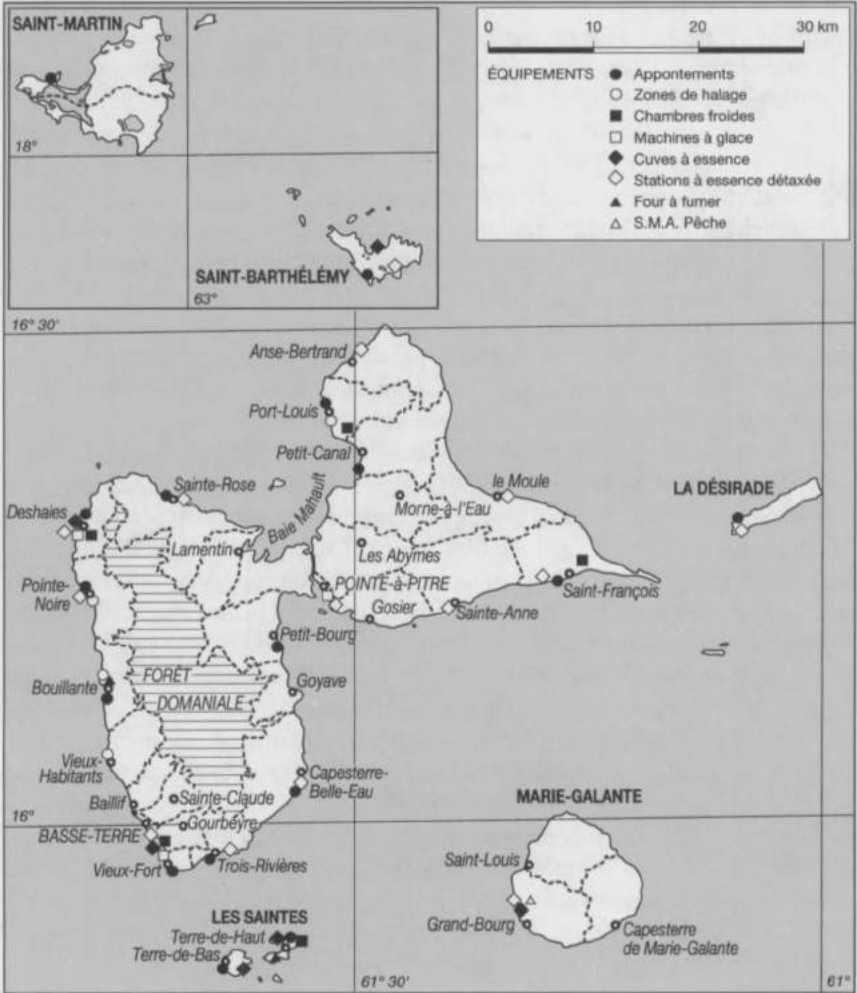 SAINT-MARTIN
18°
SAINT-BARTHÉLÉMY
63°
0 10 20 30 km
ÉQUIPEMENTS
Appontements
Zones de halage
Chambres froides
Machines à glace
Cuves à essence
Stations à essence détaxée
Four à fumer
S.M.A. Pêche
16° 30'
Anse-Bertrand
Port-Louis
Petit-Canal
Sainte-Rose
Baie Mahault
le Moule
Morne-à-l'Eau
LA DÉSIRADE
Deshaies
Lamentin
Les Abymes
POINTE-à-PITRE
Saint-François
Pointe-
Noire
Gosier
Sainte-Anne
Petit-Bourg
FORÊT
DOMANIALE
Bouillante
Goyave
Vieux-
Habitants
Capesterre-
Belle-Eau
Baillif
Sainte-Claude
MARIE-GALANTE
16°
Gourbeyre
BASSE-TERRE
Vieux-Fort
Trois-Rivières
Saint-Louis
LES SAINTES
Terre-de-Haut
Terre-de-Bas
Grand-Bourg
Capesterre
de Marie-Galante
61° 30'
61°